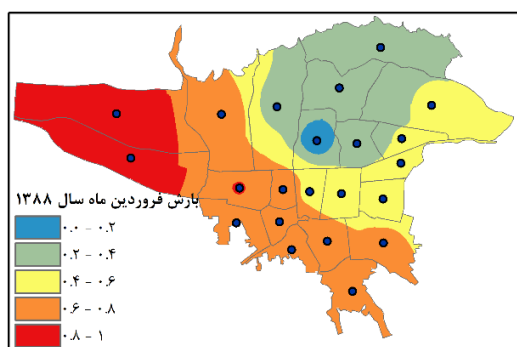 بارش فروردین ماه سال ۱۳۸۸
۰.۰ - ۰.۲
۰.۲ - ۰.۴
۰.۴ - ۰.۶
۰.۶ - ۰.۸
۰.۸ - ۱